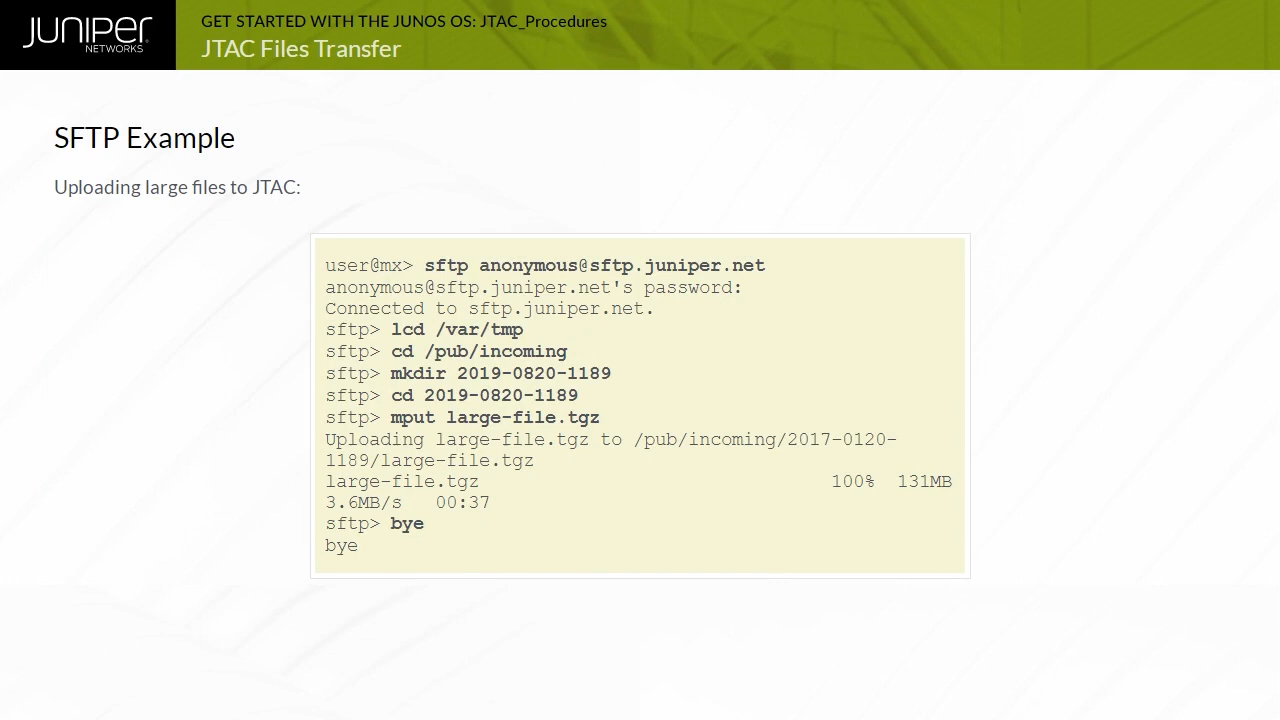 JUNIPER
NETWORKS
GET STARTED WITH THE JUNOS OS: JTAC_Procedures
JTAC Files Transfer
SFTP Example
Uploading large files to JTAC:
user@mx> sftp anonymous@sftp.juniper.net
anonymous@sftp.juniper.net's password:
Connected to sftp.juniper.net.
sftp> lcd /var/tmp
sftp> cd /pub/incoming
sftp> mkdir 2019-0820-1189
sftp> cd 2019-0820-1189
sftp> mput large-file.tgz
Uploading large-file.tgz to /pub/incoming/2017-0120-
1189/large-file.tgz
large-file.tgz 100% 131MB
3.6MB/s 00:37
sftp> bye
bye